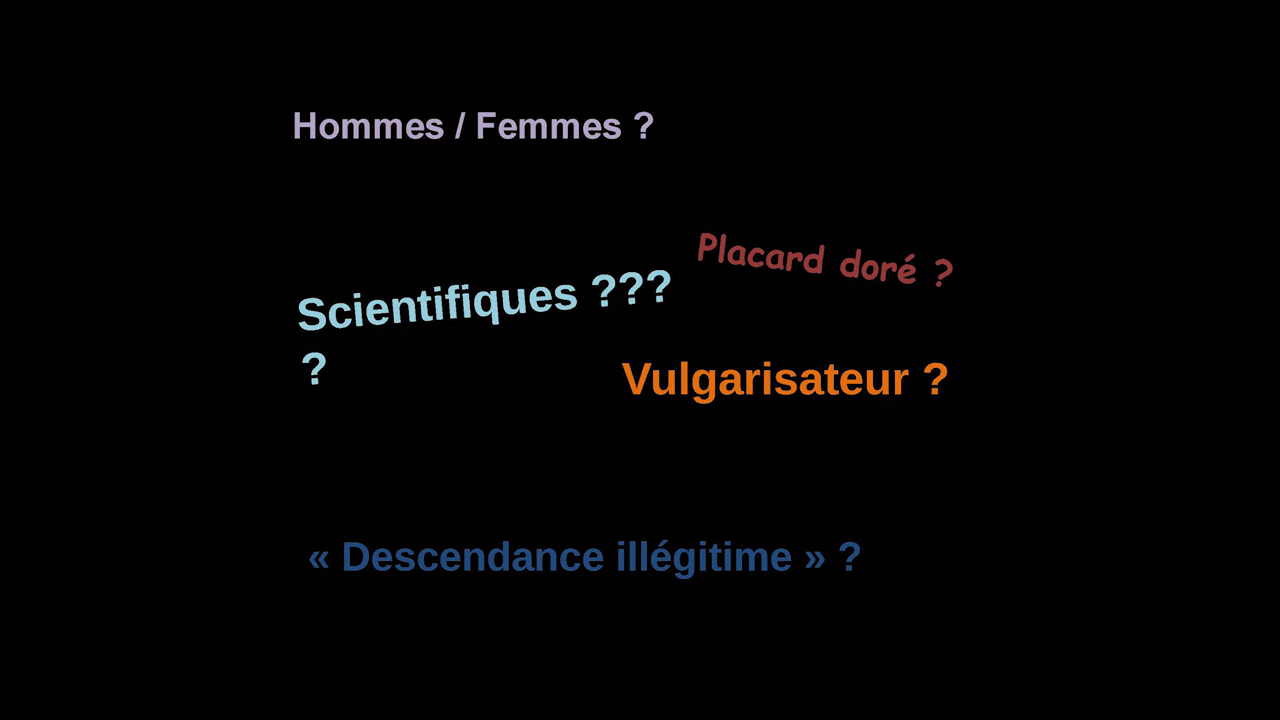 Hommes / Femmes ?
Placard doré ?
Scientifiques ???
?
Vulgarisateur ?
« Descendance illégitime » ?